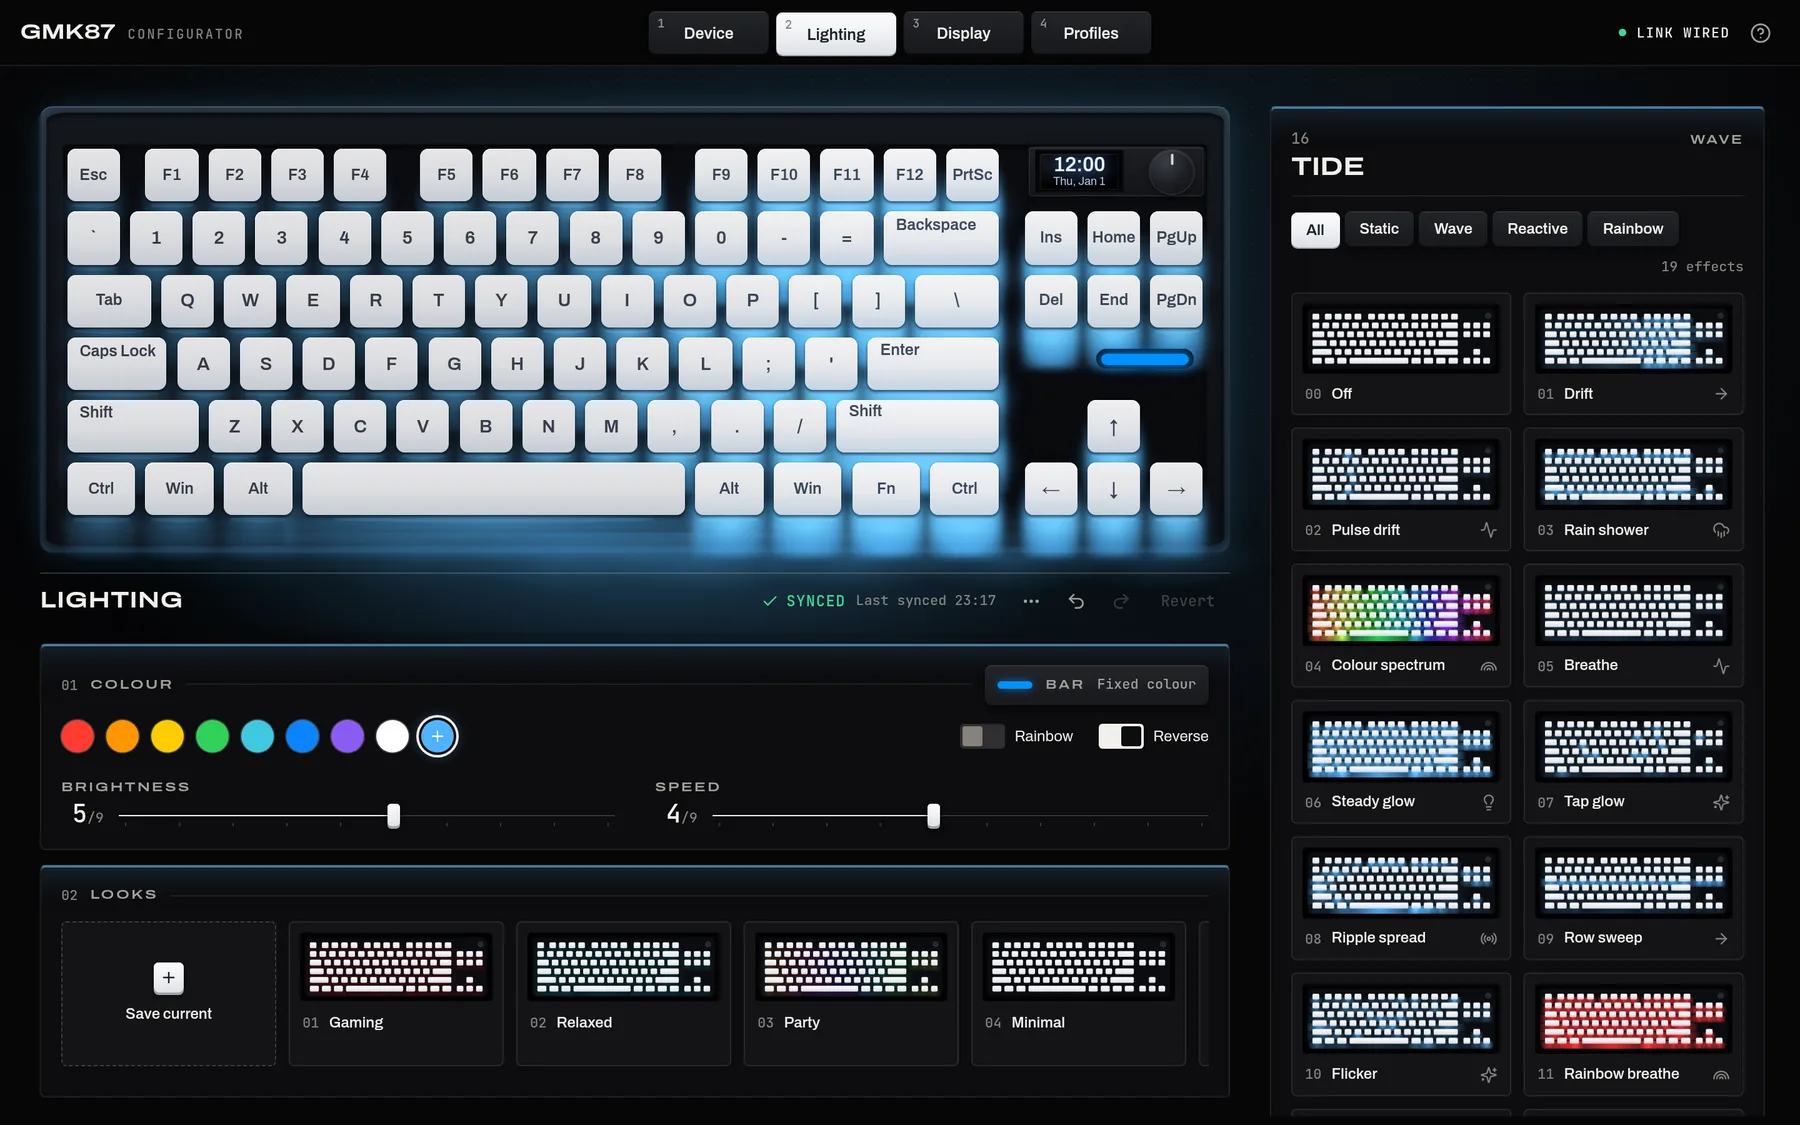 GMK87 CONFIGURATOR
1 Device
2 Lighting
3 Display
4 Profiles
LINK WIRED
?
Esc F1 F2 F3 F4 F5 F6 F7 F8 F9 F10 F11 F12 PrtSc
12:00
Thu, Jan 1
` 1 2 3 4 5 6 7 8 9 0 - = Backspace Ins Home PgUp
Tab Q W E R T Y U I O P [ ] \ Del End PgDn
Caps Lock A S D F G H J K L ; ' Enter
Shift Z X C V B N M , . / Shift ↑
Ctrl Win Alt Alt Win Fn Ctrl ← ↓ →
LIGHTING
SYNCED Last synced 23:17
Revert
01 COLOUR
BAR Fixed colour
Rainbow
Reverse
BRIGHTNESS
5/9
SPEED
4/9
02 LOOKS
Save current
01 Gaming
02 Relaxed
03 Party
04 Minimal
16
WAVE
TIDE
All Static Wave Reactive Rainbow
19 effects
00 Off
01 Drift
02 Pulse drift
03 Rain shower
04 Colour spectrum
05 Breathe
06 Steady glow
07 Tap glow
08 Ripple spread
09 Row sweep
10 Flicker
11 Rainbow breathe